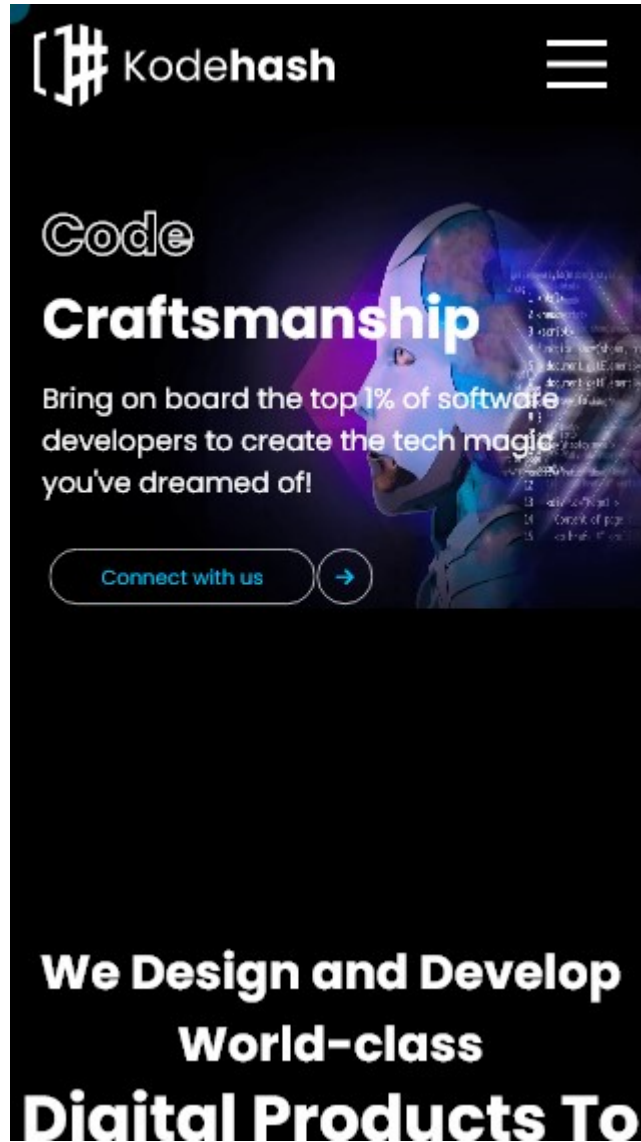 Kodehash
Code
Craftsmanship
Bring on board the top 1% of software
developers to create the tech magic
you've dreamed of!
Connect with us
We Design and Develop
World-class
Digital Products To